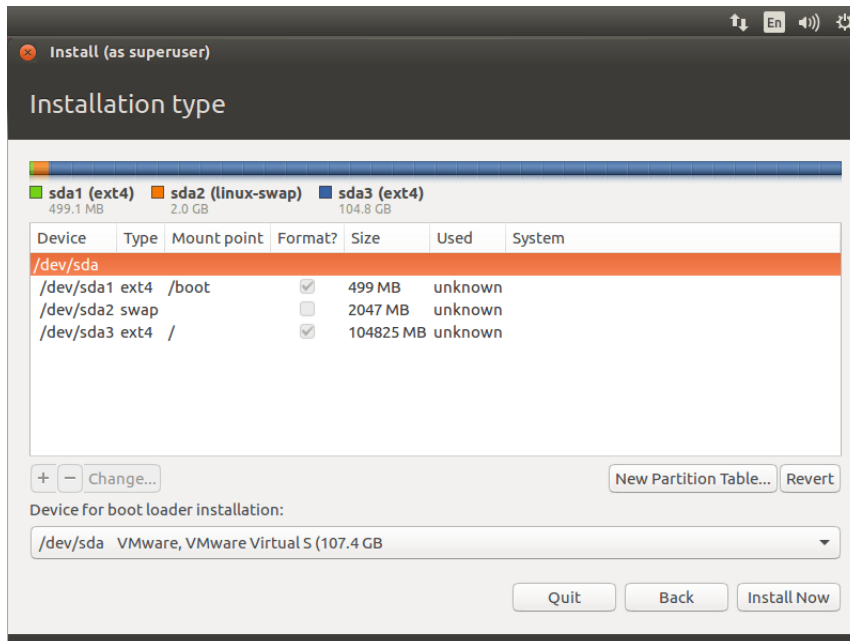 En
Install (as superuser)
Installation type
sda1 (ext4) sda2 (linux-swap) sda3 (ext4)
499.1 MB 2.0 GB 104.8 GB
Device Type Mount point Format? Size Used System
/dev/sda
/dev/sda1 ext4 /boot 499 MB unknown
/dev/sda2 swap 2047 MB unknown
/dev/sda3 ext4 / 104825 MB unknown
+ − Change... New Partition Table... Revert
Device for boot loader installation:
/dev/sda VMware, VMware Virtual S (107.4 GB
Quit Back Install Now